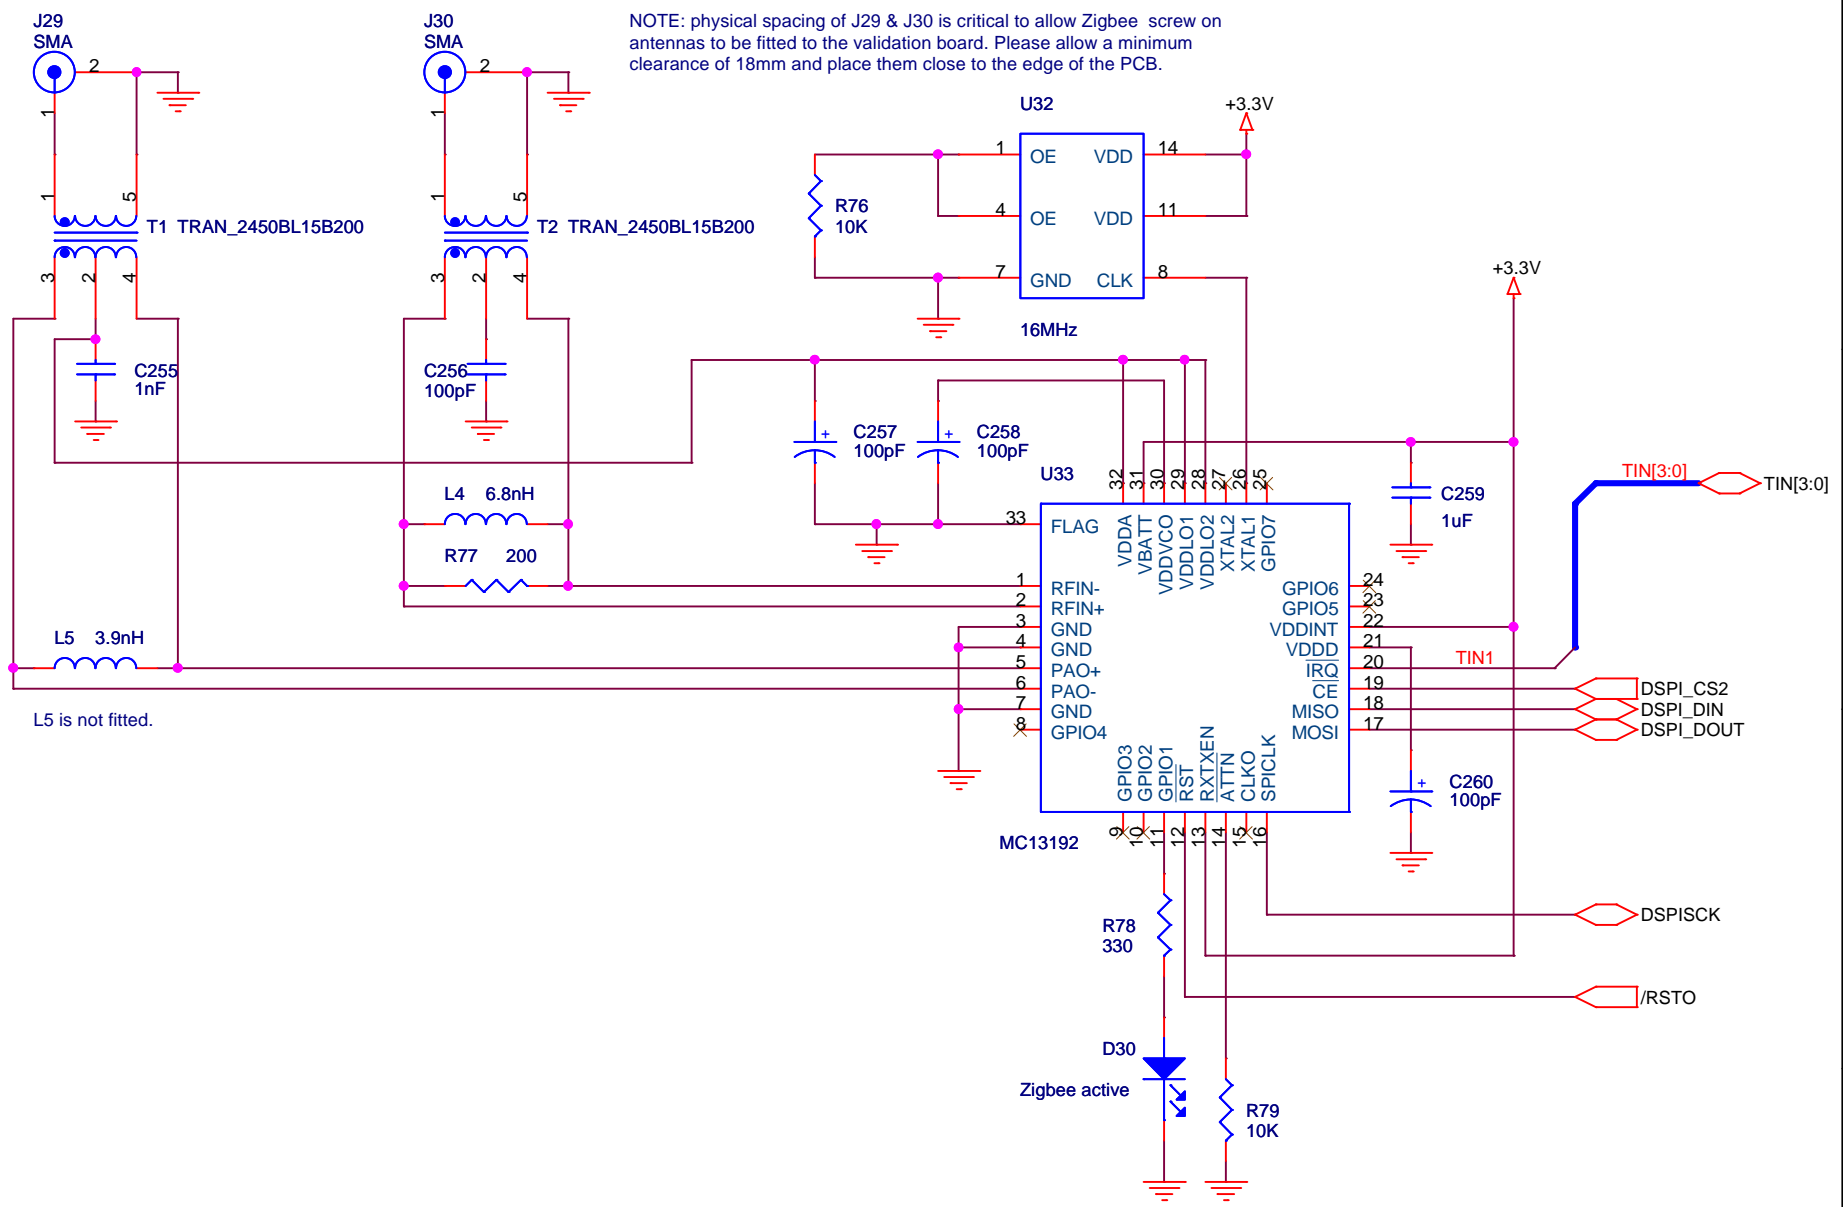 J29
SMA
2
1
1
5
T1 TRAN_2450BL15B200
3
2
4
C255
1nF
J30
SMA
2
1
1
5
T2 TRAN_2450BL15B200
3
2
4
C256
100pF
NOTE: physical spacing of J29 & J30 is critical to allow Zigbee screw on
antennas to be fitted to the validation board. Please allow a minimum
clearance of 18mm and place them close to the edge of the PCB.
U32
+3.3V
1 OE VDD 14
4 OE VDD 11
7 GND CLK 8
16MHz
R76
10K
+3.3V
C257
100pF
C258
100pF
L4 6.8nH
R77 200
L5 3.9nH
L5 is not fitted.
U33
32 31 30 29 28 27 26 25
VDDA VBATT VDDVCO VDDLO1 VDDLO2 XTAL2 XTAL1 GPIO7
33 FLAG
1 RFIN-
2 RFIN+
3 GND
4 GND
5 PAO+
6 PAO-
7 GND
8 GPIO4
GPIO6 24
GPIO5 23
VDDINT 22
VDDD 21
IRQ 20
CE 19
MISO 18
MOSI 17
GPIO3 GPIO2 GPIO1 RST RXTXEN ATTN CLKO SPICLK
9 10 11 12 13 14 15 16
MC13192
C259
1uF
TIN[3:0]
TIN[3:0]
TIN1
DSPI_CS2
DSPI_DIN
DSPI_DOUT
C260
100pF
DSPISCK
/RSTO
R78
330
D30
Zigbee active
R79
10K